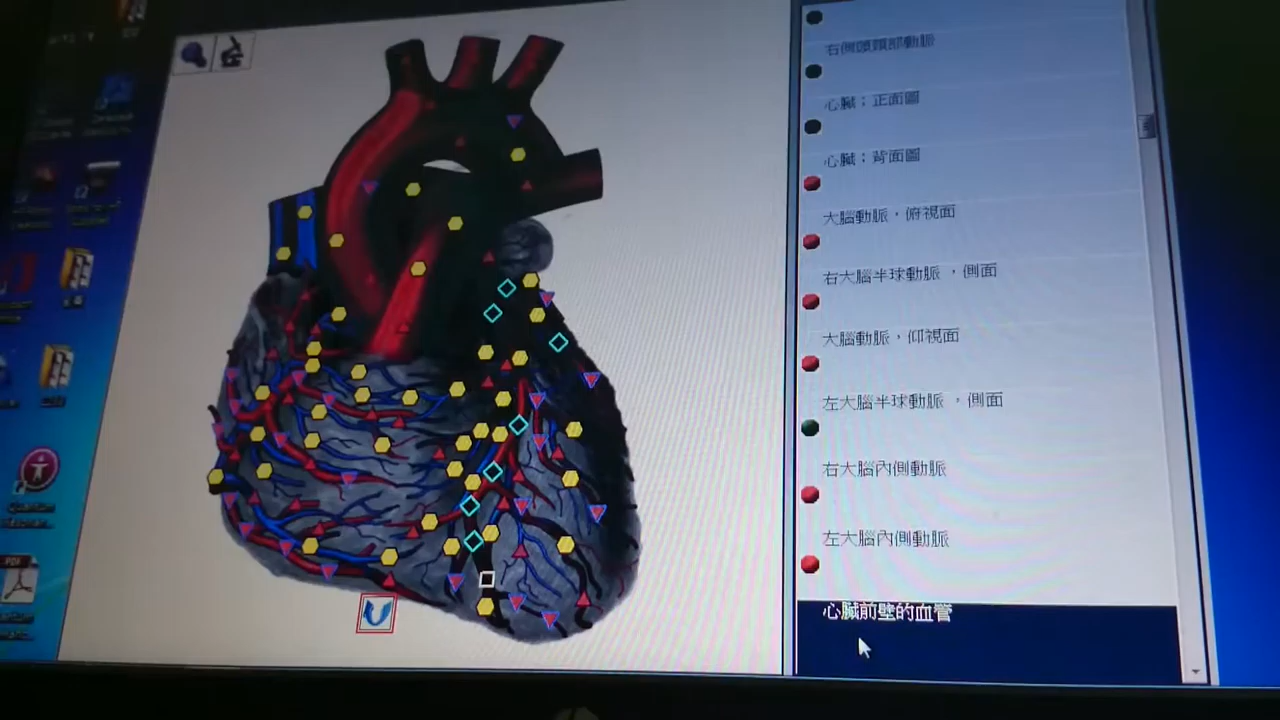 右側頭頸部動脈
心臟；正面圖
心臟；背面圖
大腦動脈，俯視面
右大腦半球動脈，側面
大腦動脈，仰視面
左大腦半球動脈，側面
右大腦內側動脈
左大腦內側動脈
心臟前壁的血管
PDF